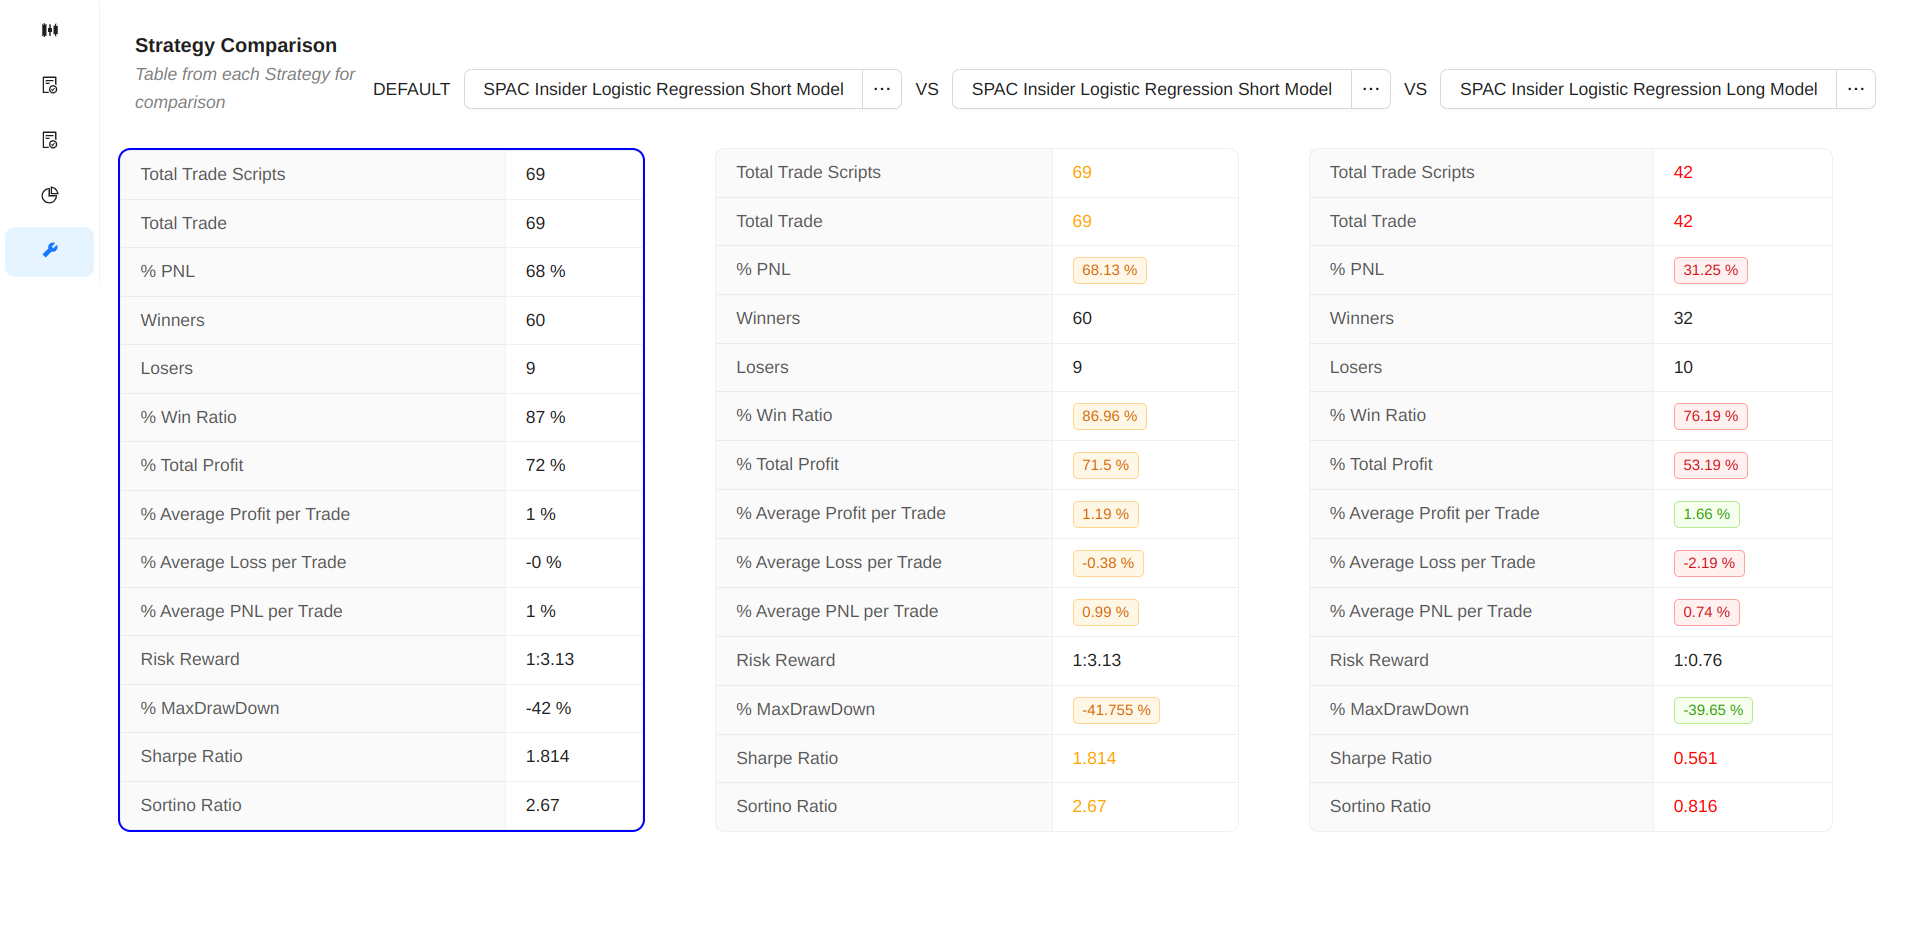 Strategy Comparison
Table from each Strategy for
comparison
DEFAULT SPAC Insider Logistic Regression Short Model ··· VS SPAC Insider Logistic Regression Short Model ··· VS SPAC Insider Logistic Regression Long Model ···
Total Trade Scripts 69
Total Trade 69
% PNL 68 %
Winners 60
Losers 9
% Win Ratio 87 %
% Total Profit 72 %
% Average Profit per Trade 1 %
% Average Loss per Trade -0 %
% Average PNL per Trade 1 %
Risk Reward 1:3.13
% MaxDrawDown -42 %
Sharpe Ratio 1.814
Sortino Ratio 2.67
Total Trade Scripts 69
Total Trade 69
% PNL 68.13 %
Winners 60
Losers 9
% Win Ratio 86.96 %
% Total Profit 71.5 %
% Average Profit per Trade 1.19 %
% Average Loss per Trade -0.38 %
% Average PNL per Trade 0.99 %
Risk Reward 1:3.13
% MaxDrawDown -41.755 %
Sharpe Ratio 1.814
Sortino Ratio 2.67
Total Trade Scripts 42
Total Trade 42
% PNL 31.25 %
Winners 32
Losers 10
% Win Ratio 76.19 %
% Total Profit 53.19 %
% Average Profit per Trade 1.66 %
% Average Loss per Trade -2.19 %
% Average PNL per Trade 0.74 %
Risk Reward 1:0.76
% MaxDrawDown -39.65 %
Sharpe Ratio 0.561
Sortino Ratio 0.816